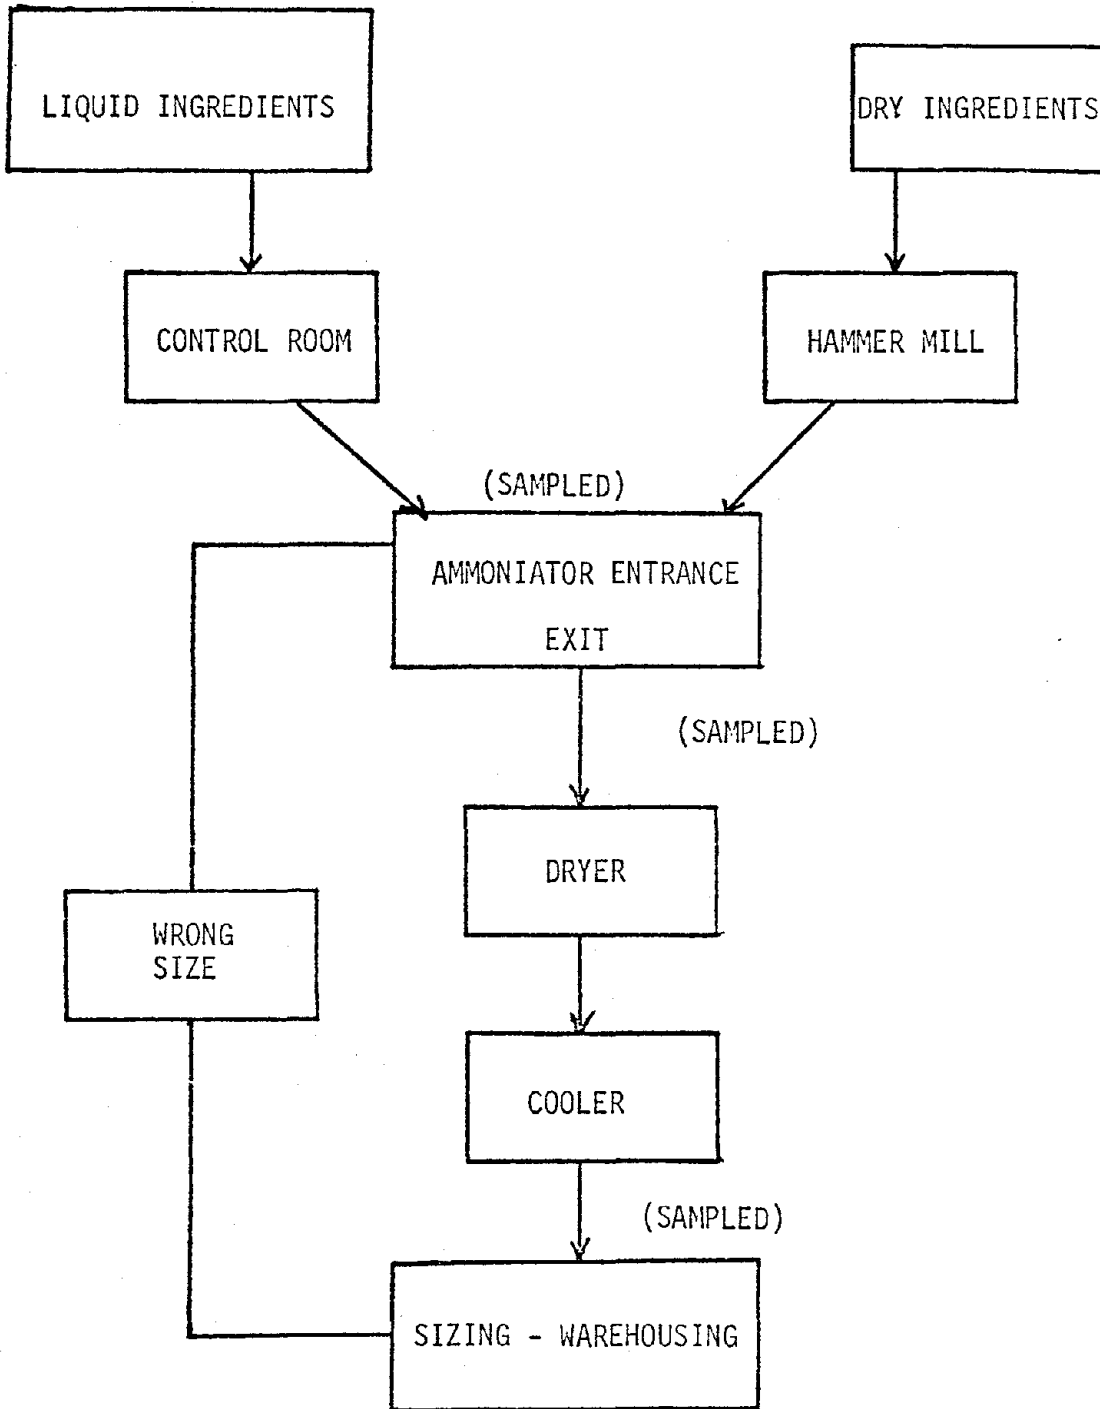 LIQUID INGREDIENTS
DRY INGREDIENTS
CONTROL ROOM
HAMMER MILL
(SAMPLED)
AMMONIATOR ENTRANCE
EXIT
(SAMPLED)
DRYER
WRONG
SIZE
COOLER
(SAMPLED)
SIZING - WAREHOUSING